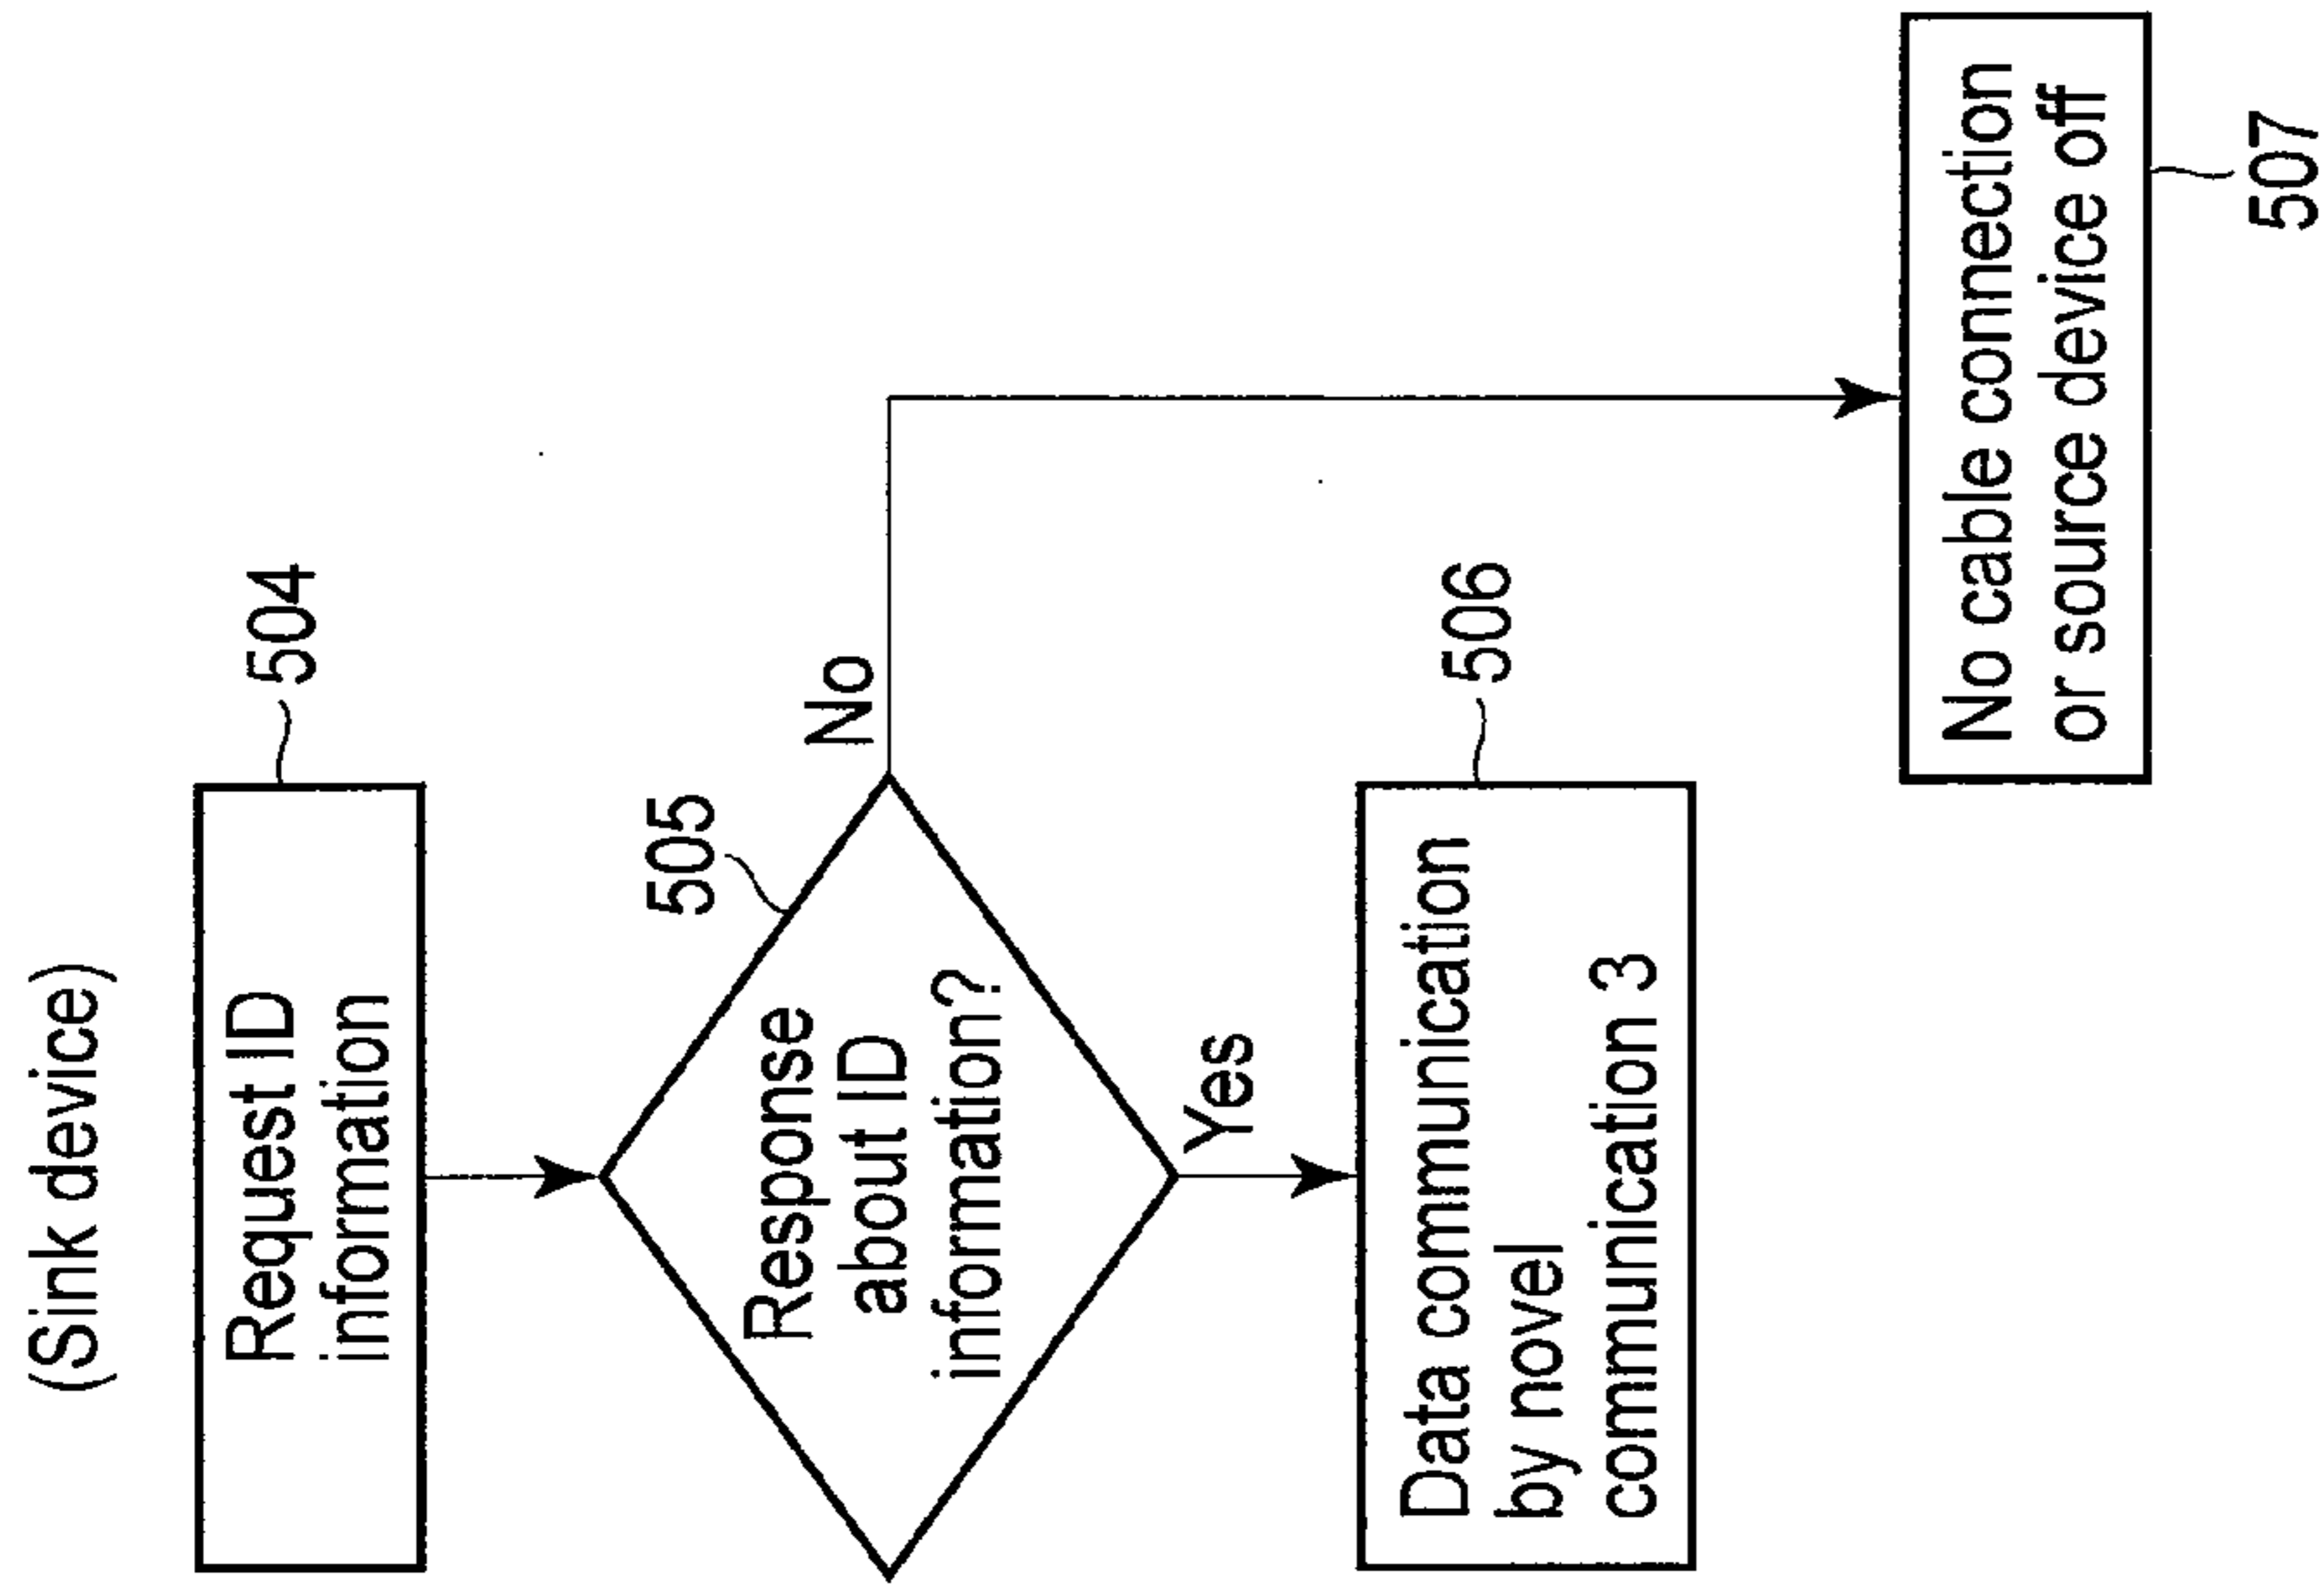 (Sink device)
504
Request ID
information
505
Response
about ID
information?
No
Yes
506
Data communication
by novel
communication 3
No cable connection
or source device off
507